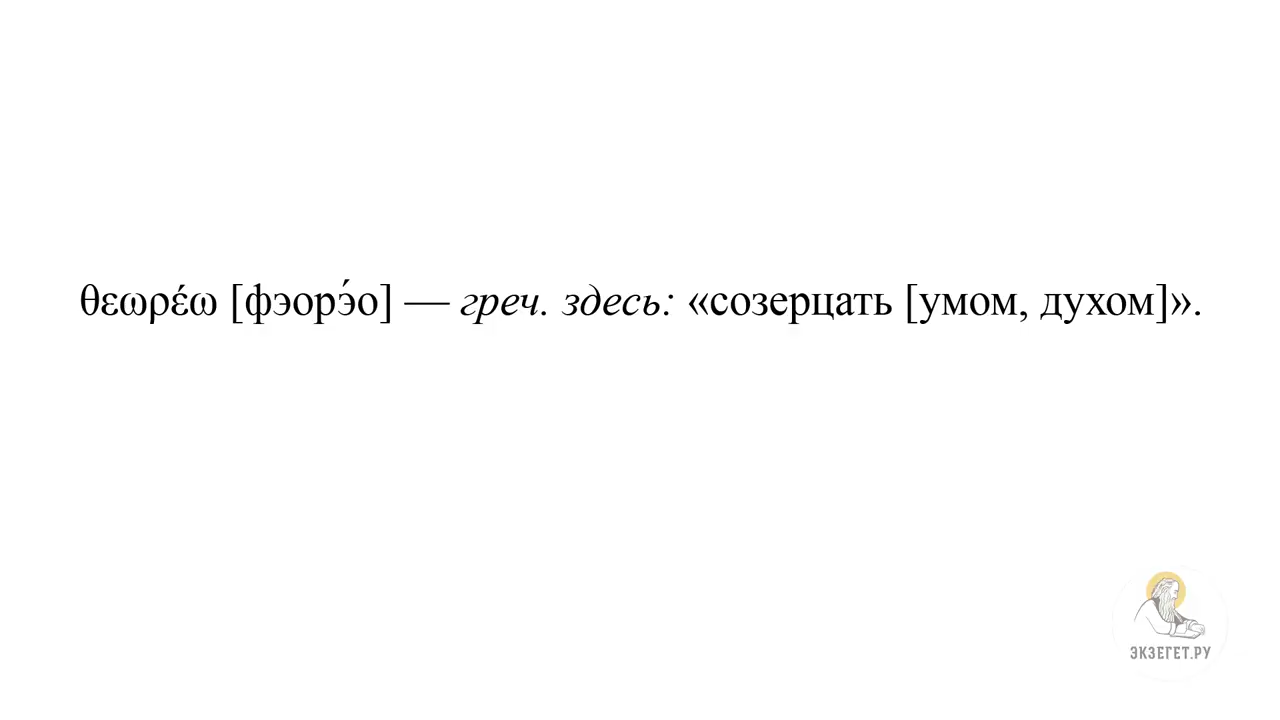 θεωρέω [фэорэ́о] — греч. здесь: «созерцать [умом, духом]».
ЭКЗЕГЕТ.РУ